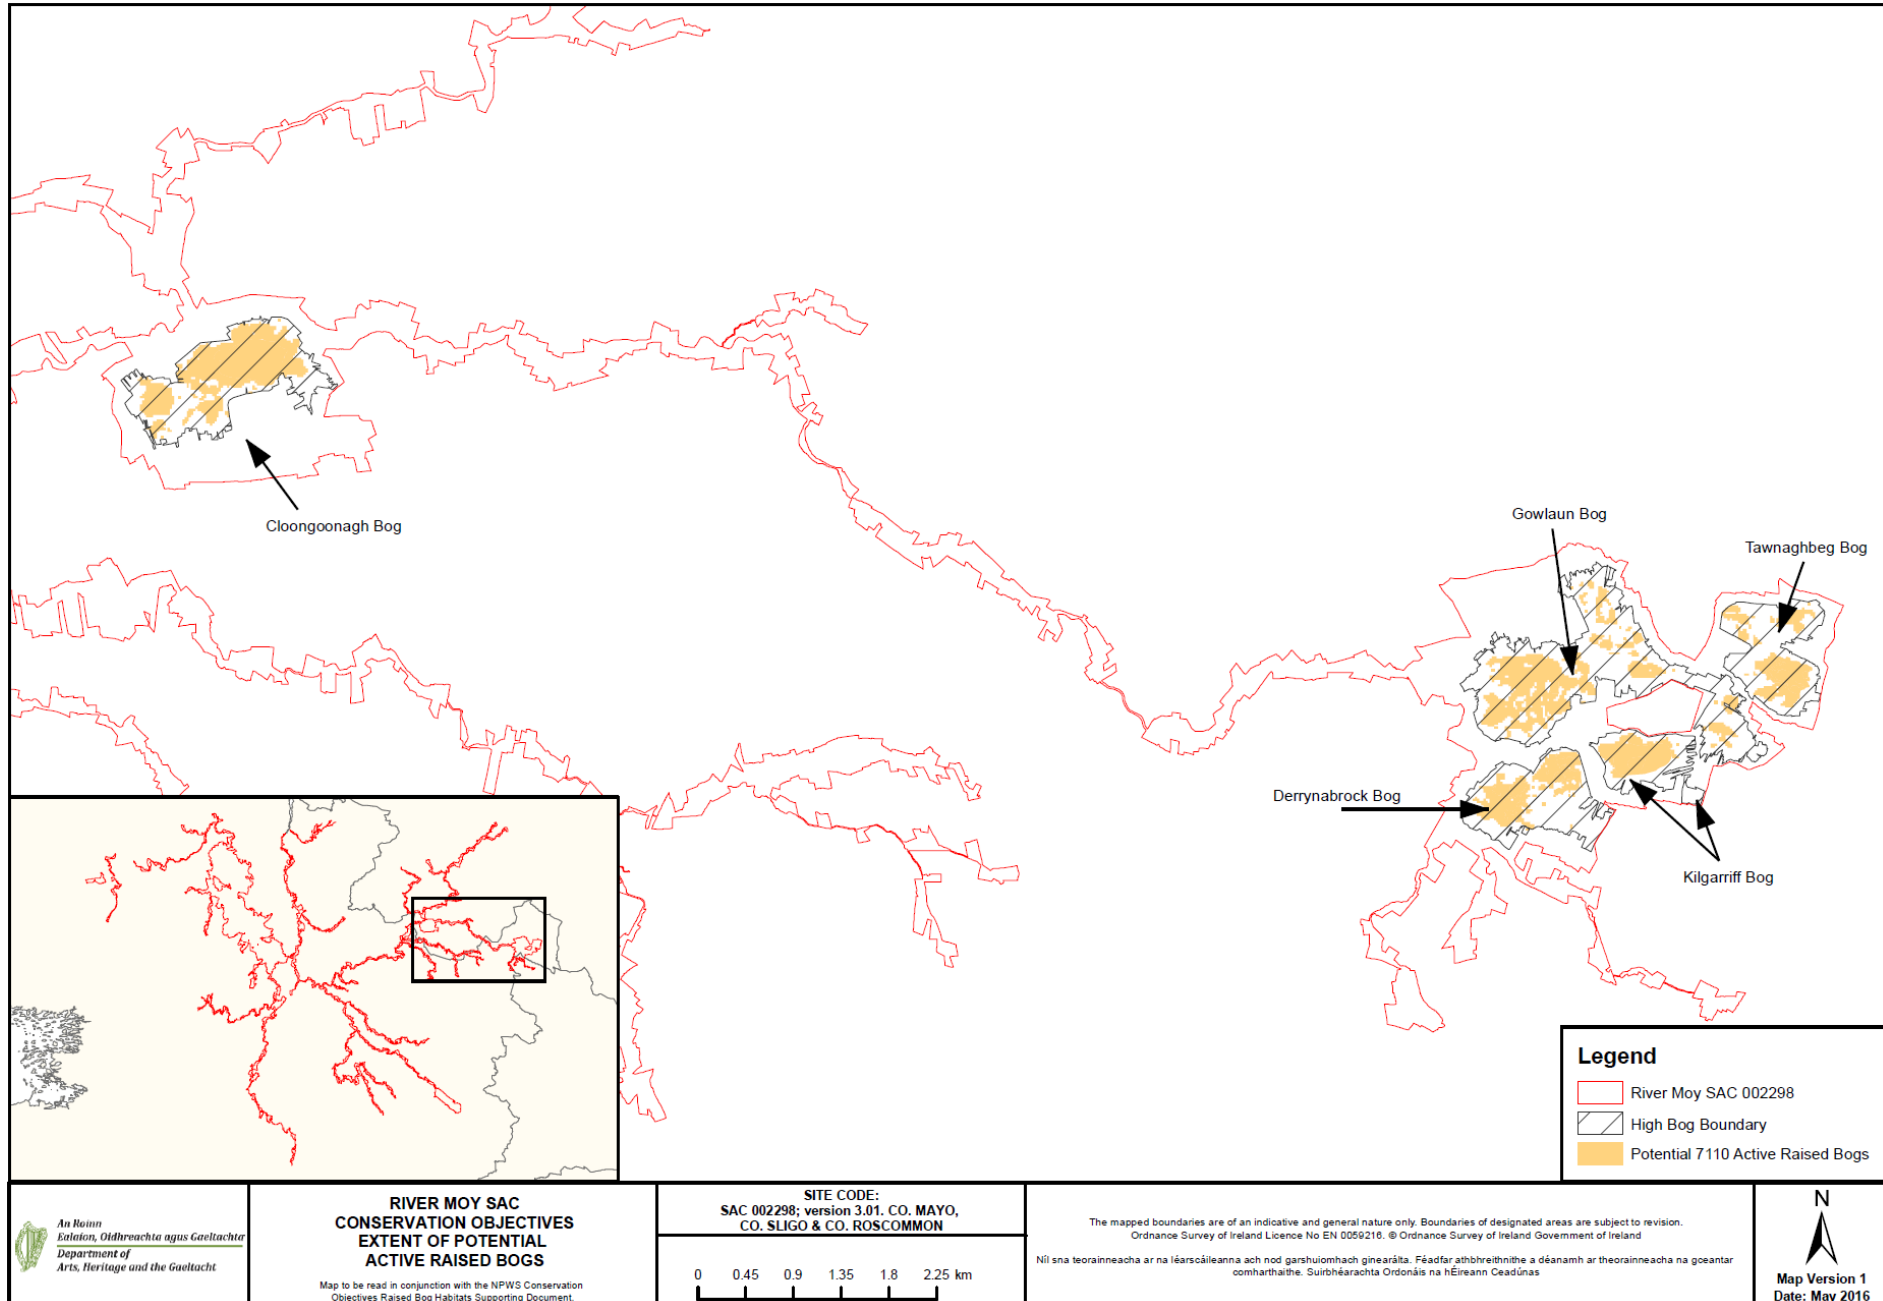 Cloongoonagh Bog
Gowlaun Bog
Tawnaghbeg Bog
Derrynabrock Bog
Kilgarriff Bog
Legend
River Moy SAC 002298
High Bog Boundary
Potential 7110 Active Raised Bogs
An Roinn
Ealaíon, Oidhreachta agus Gaeltachta
Department of
Arts, Heritage and the Gaeltacht
RIVER MOY SAC
CONSERVATION OBJECTIVES
EXTENT OF POTENTIAL
ACTIVE RAISED BOGS
Map to be read in conjunction with the NPWS Conservation
Objectives Raised Bog Habitats Supporting Document.
SITE CODE:
SAC 002298; version 3.01. CO. MAYO,
CO. SLIGO & CO. ROSCOMMON
0 0.45 0.9 1.35 1.8 2.25 km
The mapped boundaries are of an indicative and general nature only. Boundaries of designated areas are subject to revision.
Ordnance Survey of Ireland Licence No EN 0059216. © Ordnance Survey of Ireland Government of Ireland
Níl sna teorainneacha ar na léarscáileanna ach nod garshuiomhach ginearálta. Féadfar athbhreithnithe a déanamh ar theorainneacha na gceantar
comharthaithe. Suirbhéarachta Ordonáis na hÉireann Ceadúnas
N
Map Version 1
Date: May 2016